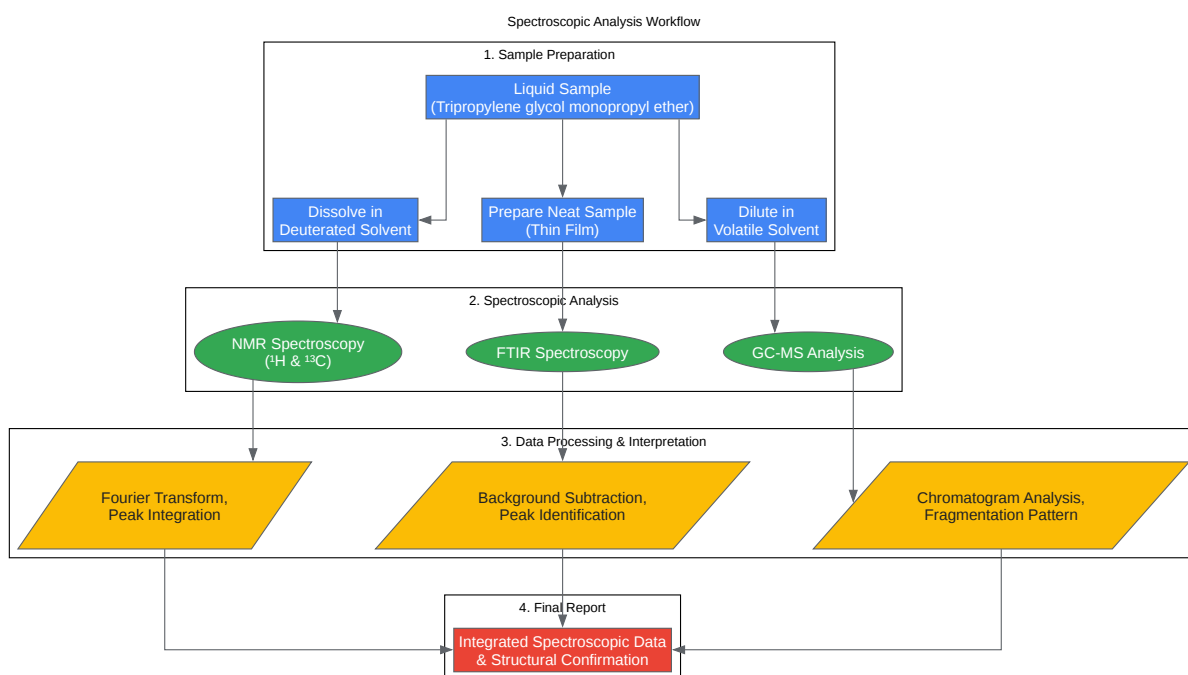 Spectroscopic Analysis Workflow
1. Sample Preparation
Liquid Sample
(Tripropylene glycol monopropyl ether)
Dissolve in
Deuterated Solvent
Prepare Neat Sample
(Thin Film)
Dilute in
Volatile Solvent
2. Spectroscopic Analysis
NMR Spectroscopy
(¹H & ¹³C)
FTIR Spectroscopy
GC-MS Analysis
3. Data Processing & Interpretation
Fourier Transform,
Peak Integration
Background Subtraction,
Peak Identification
Chromatogram Analysis,
Fragmentation Pattern
4. Final Report
Integrated Spectroscopic Data
& Structural Confirmation